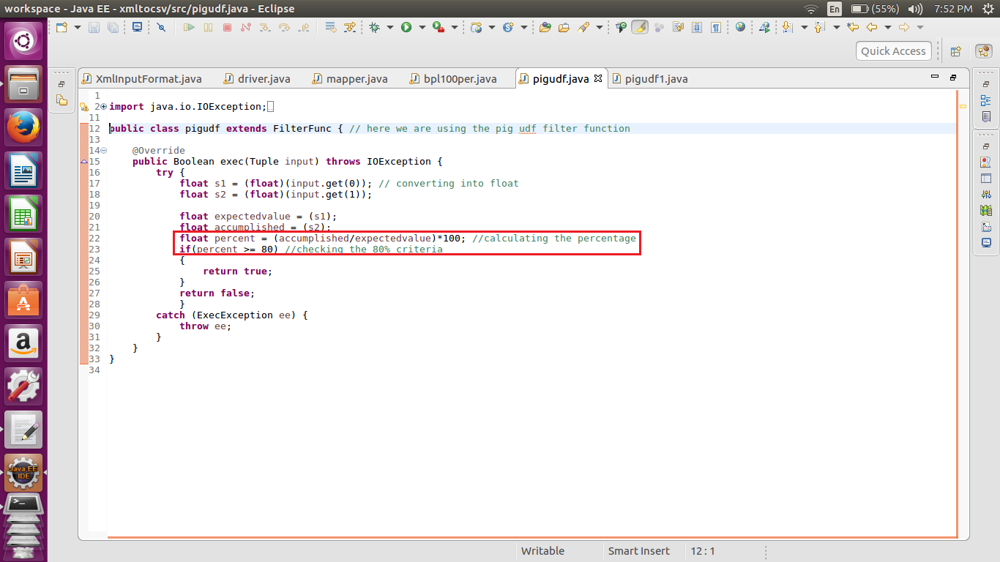 workspace - Java EE - xmltocsv/src/pigudf.java - Eclipse
En (55%) 7:52 PM
Quick Access
XmlInputFormat.java driver.java mapper.java bpl100per.java pigudf.java pigudf1.java
1
2 import java.io.IOException;
11
12 public class pigudf extends FilterFunc { // here we are using the pig udf filter function
13
14 @Override
15 public Boolean exec(Tuple input) throws IOException {
16 try {
17 float s1 = (float)(input.get(0)); // converting into float
18 float s2 = (float)(input.get(1));
19
20 float expectedvalue = (s1);
21 float accumplished = (s2);
22 float percent = (accumplished/expectedvalue)*100; //calculating the percentage
23 if(percent >= 80) //checking the 80% criteria
24 {
25 return true;
26 }
27 return false;
28 }
29 catch (ExecException ee) {
30 throw ee;
31 }
32 }
33 }
34
Java EE
IDE
Writable Smart Insert 12 : 1